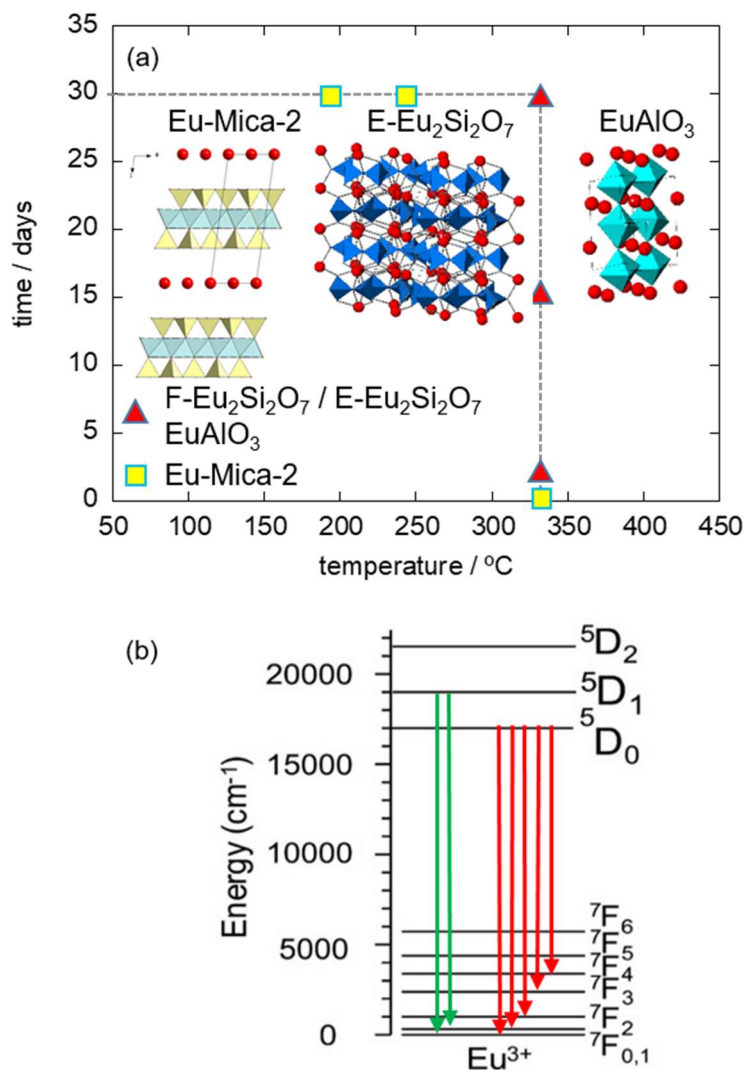 (a)
35
30
25
20
15
10
5
0
time / days
Eu-Mica-2
E-Eu₂Si₂O₇
EuAlO₃
F-Eu₂Si₂O₇ / E-Eu₂Si₂O₇
EuAlO₃
Eu-Mica-2
50 100 150 200 250 300 350 400 450
temperature / ºC
(b)
Energy (cm⁻¹)
20000
15000
10000
5000
0
⁵D₂
⁵D₁
⁵D₀
⁷F₆
⁷F₅
⁷F₄
⁷F₃
⁷F₂
⁷F₀,₁
Eu³⁺